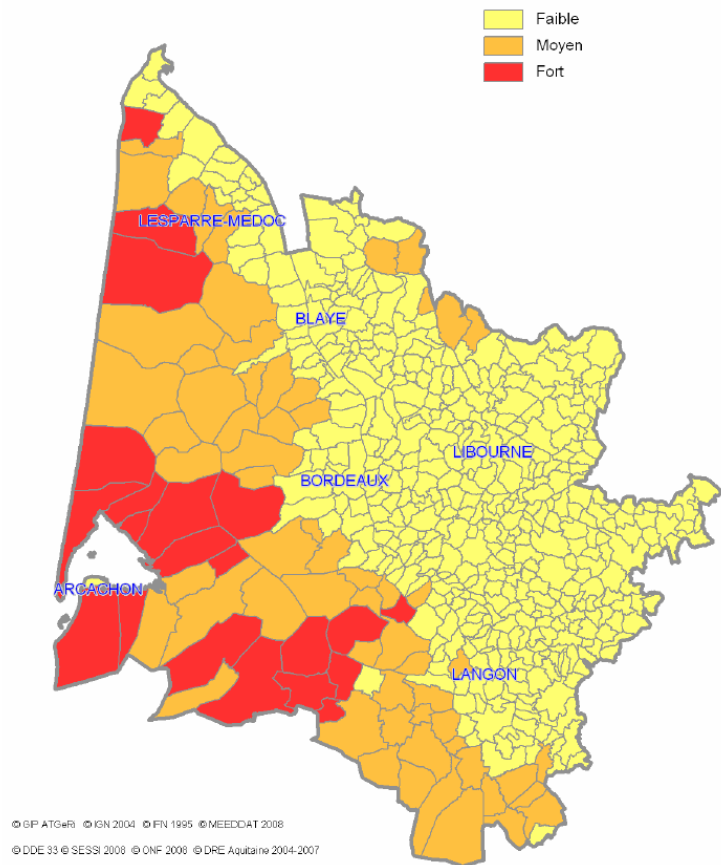 Faible
Moyen
Fort
LESPARRE-MEDOC
BLAYE
LIBOURNE
BORDEAUX
ARCACHON
LANGON
© GIP ATGeRi © IGN 2004 © IFN 1995 © MEEDDAT 2008
© DDE 33 © SESSI 2008 © ONF 2008 © DRE Aquitaine 2004-2007